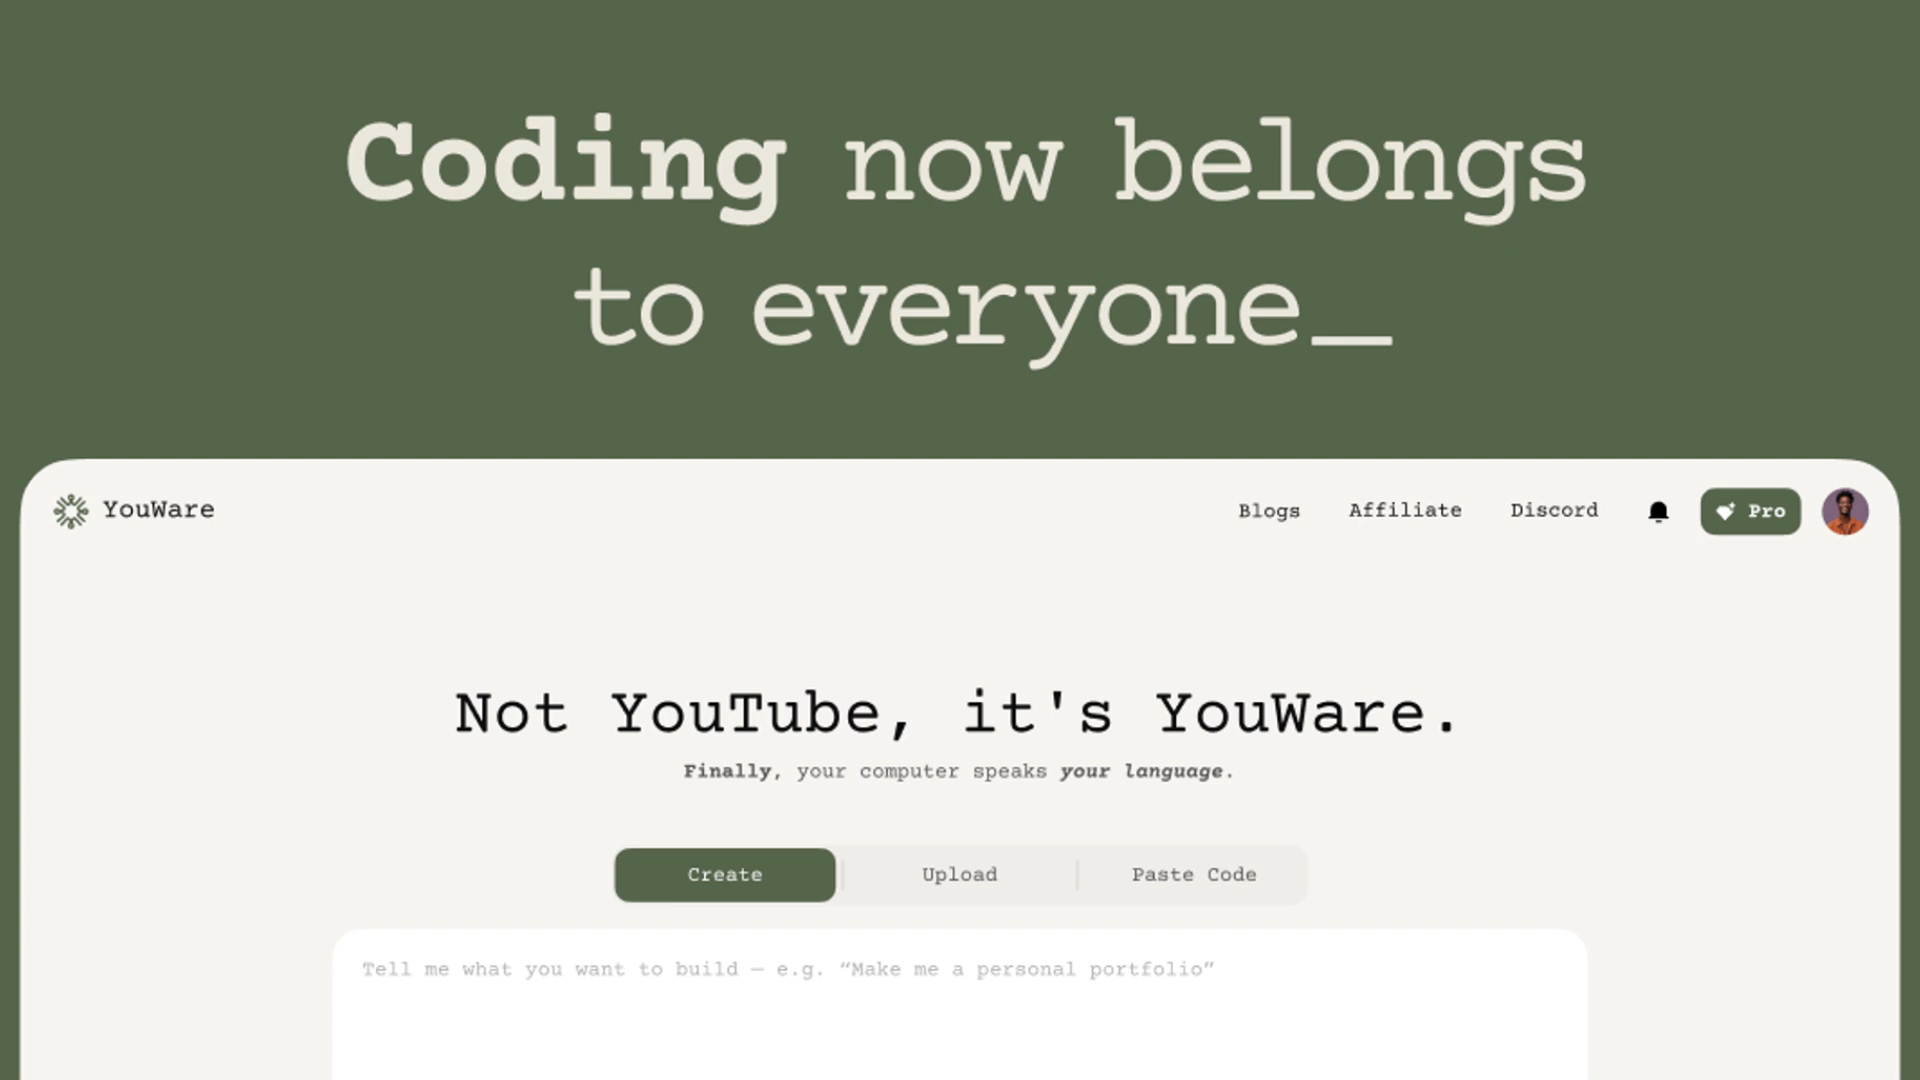 Coding now belongs
to everyone_
YouWare
Blogs
Affiliate
Discord
Pro
Not YouTube, it's YouWare.
Finally, your computer speaks your language.
Create
Upload
Paste Code
Tell me what you want to build — e.g. “Make me a personal portfolio”